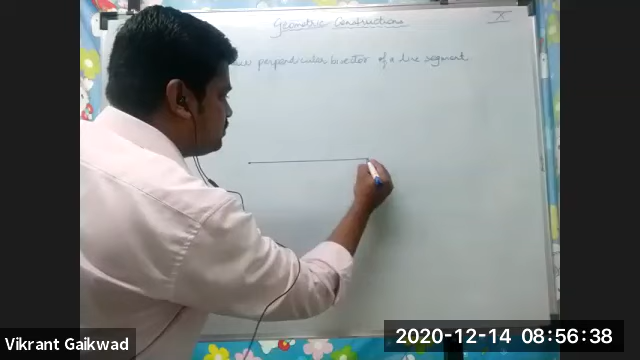 Geometric Constructions
X
perpendicular bisector of a line segment
Vikrant Gaikwad
2020-12-14 08:56:38